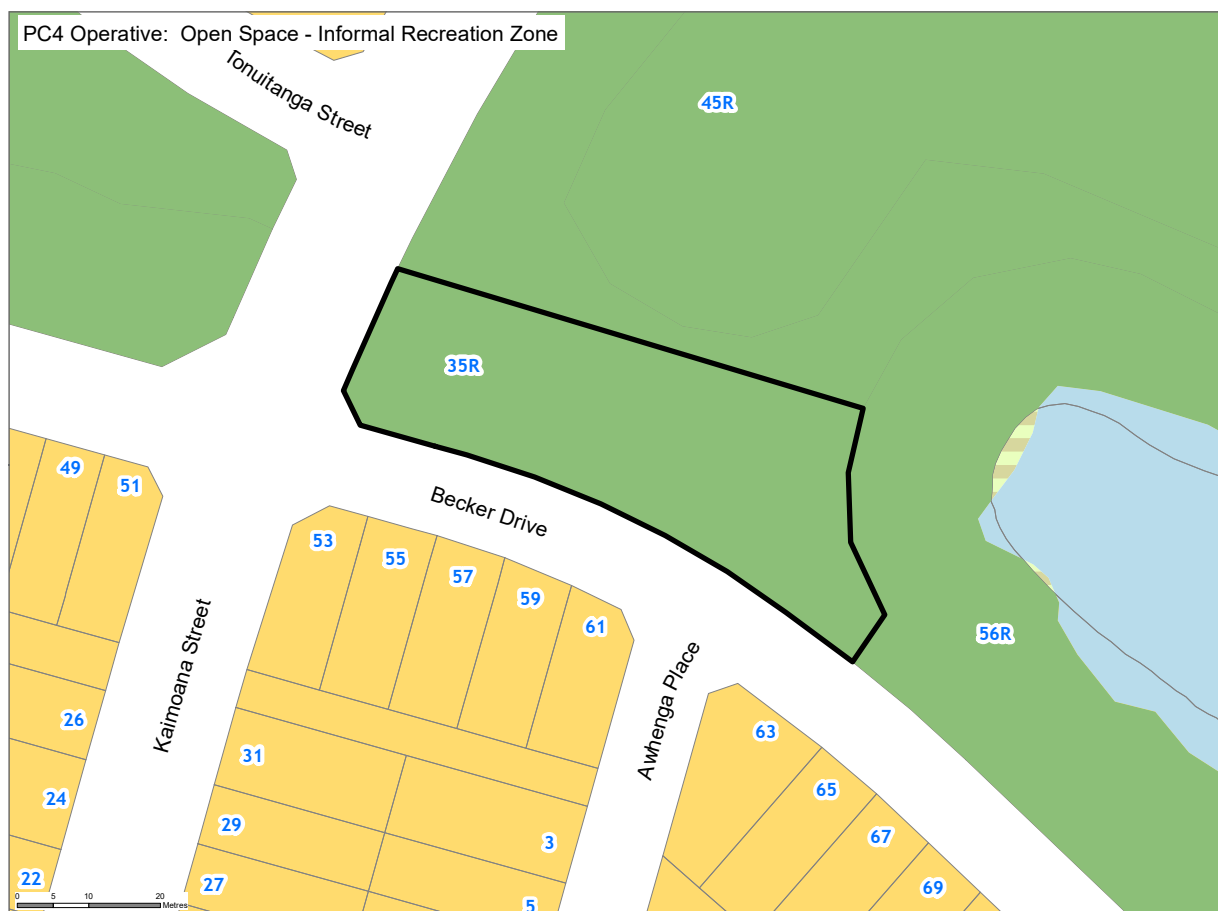 PC4 Operative: Open Space - Informal Recreation Zone
Tonuitanga Street
45R
35R
49
51
Becker Drive
53
55
57
59
61
56R
Kaimoana Street
Awhenga Place
26
31
63
24
65
29
3
67
22
27
69
5
0 5 10 20
Metres